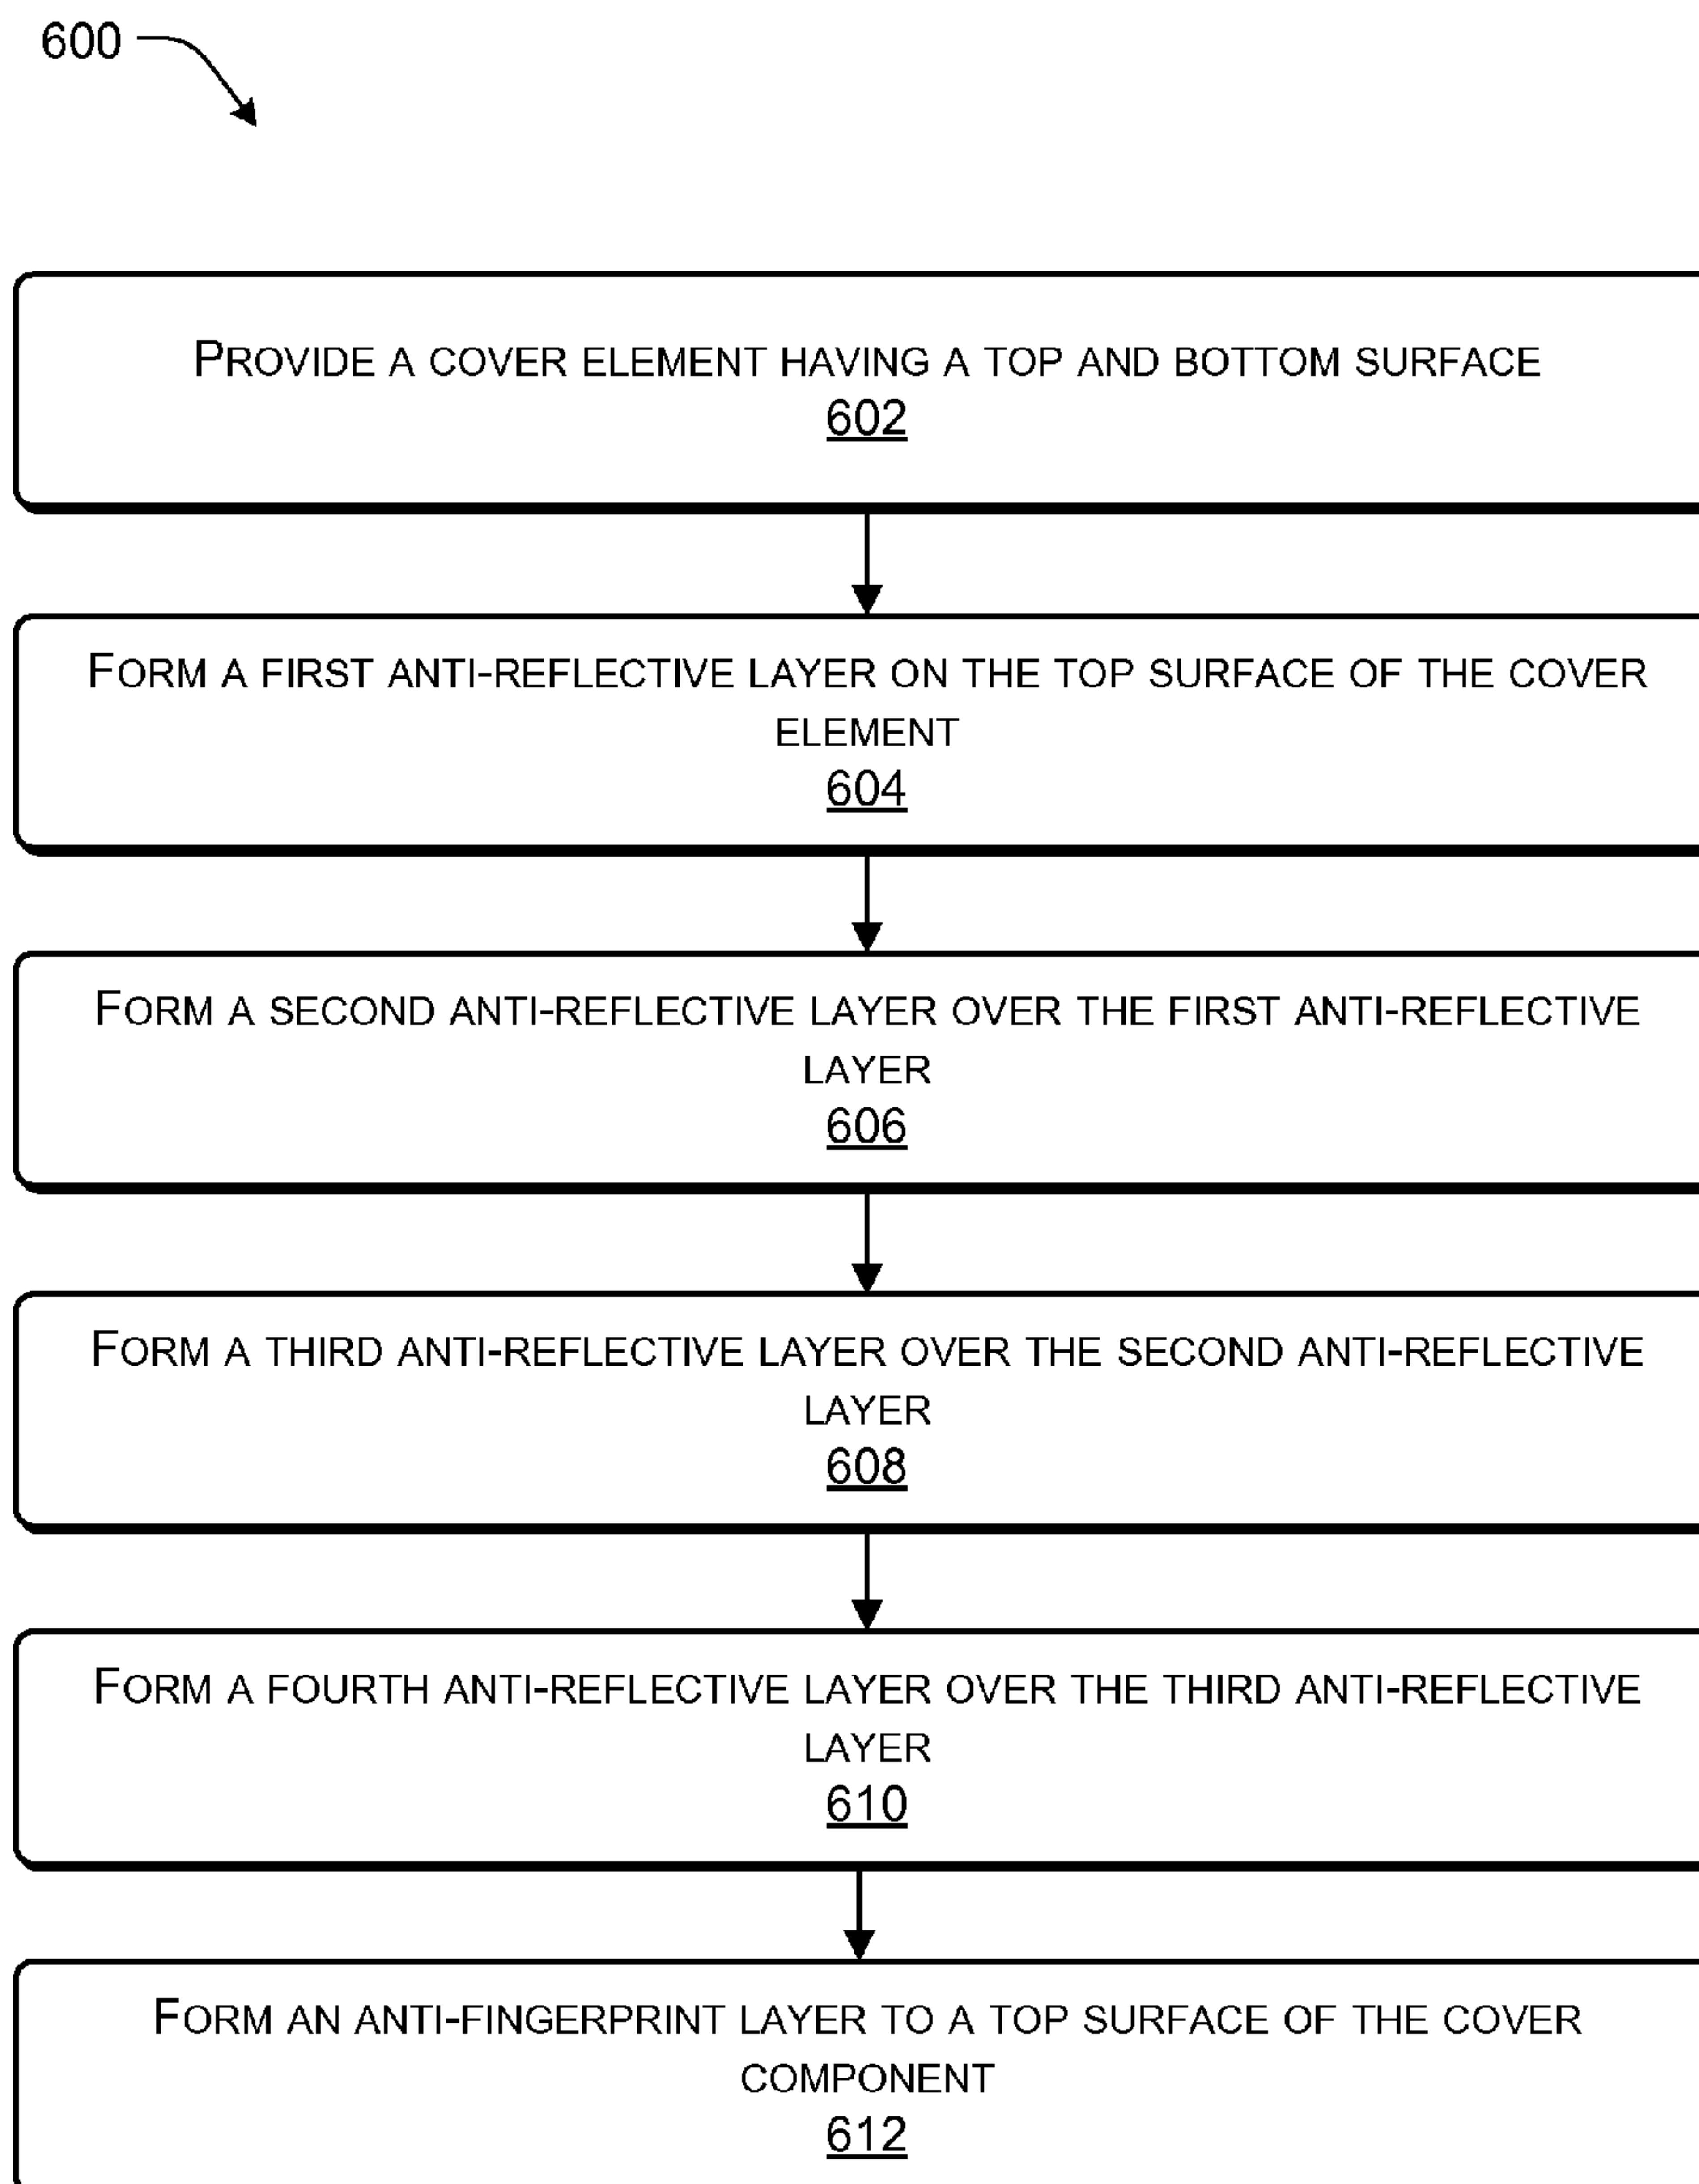 600
PROVIDE A COVER ELEMENT HAVING A TOP AND BOTTOM SURFACE
602
FORM A FIRST ANTI-REFLECTIVE LAYER ON THE TOP SURFACE OF THE COVER
ELEMENT
604
FORM A SECOND ANTI-REFLECTIVE LAYER OVER THE FIRST ANTI-REFLECTIVE
LAYER
606
FORM A THIRD ANTI-REFLECTIVE LAYER OVER THE SECOND ANTI-REFLECTIVE
LAYER
608
FORM A FOURTH ANTI-REFLECTIVE LAYER OVER THE THIRD ANTI-REFLECTIVE
LAYER
610
FORM AN ANTI-FINGERPRINT LAYER TO A TOP SURFACE OF THE COVER
COMPONENT
612